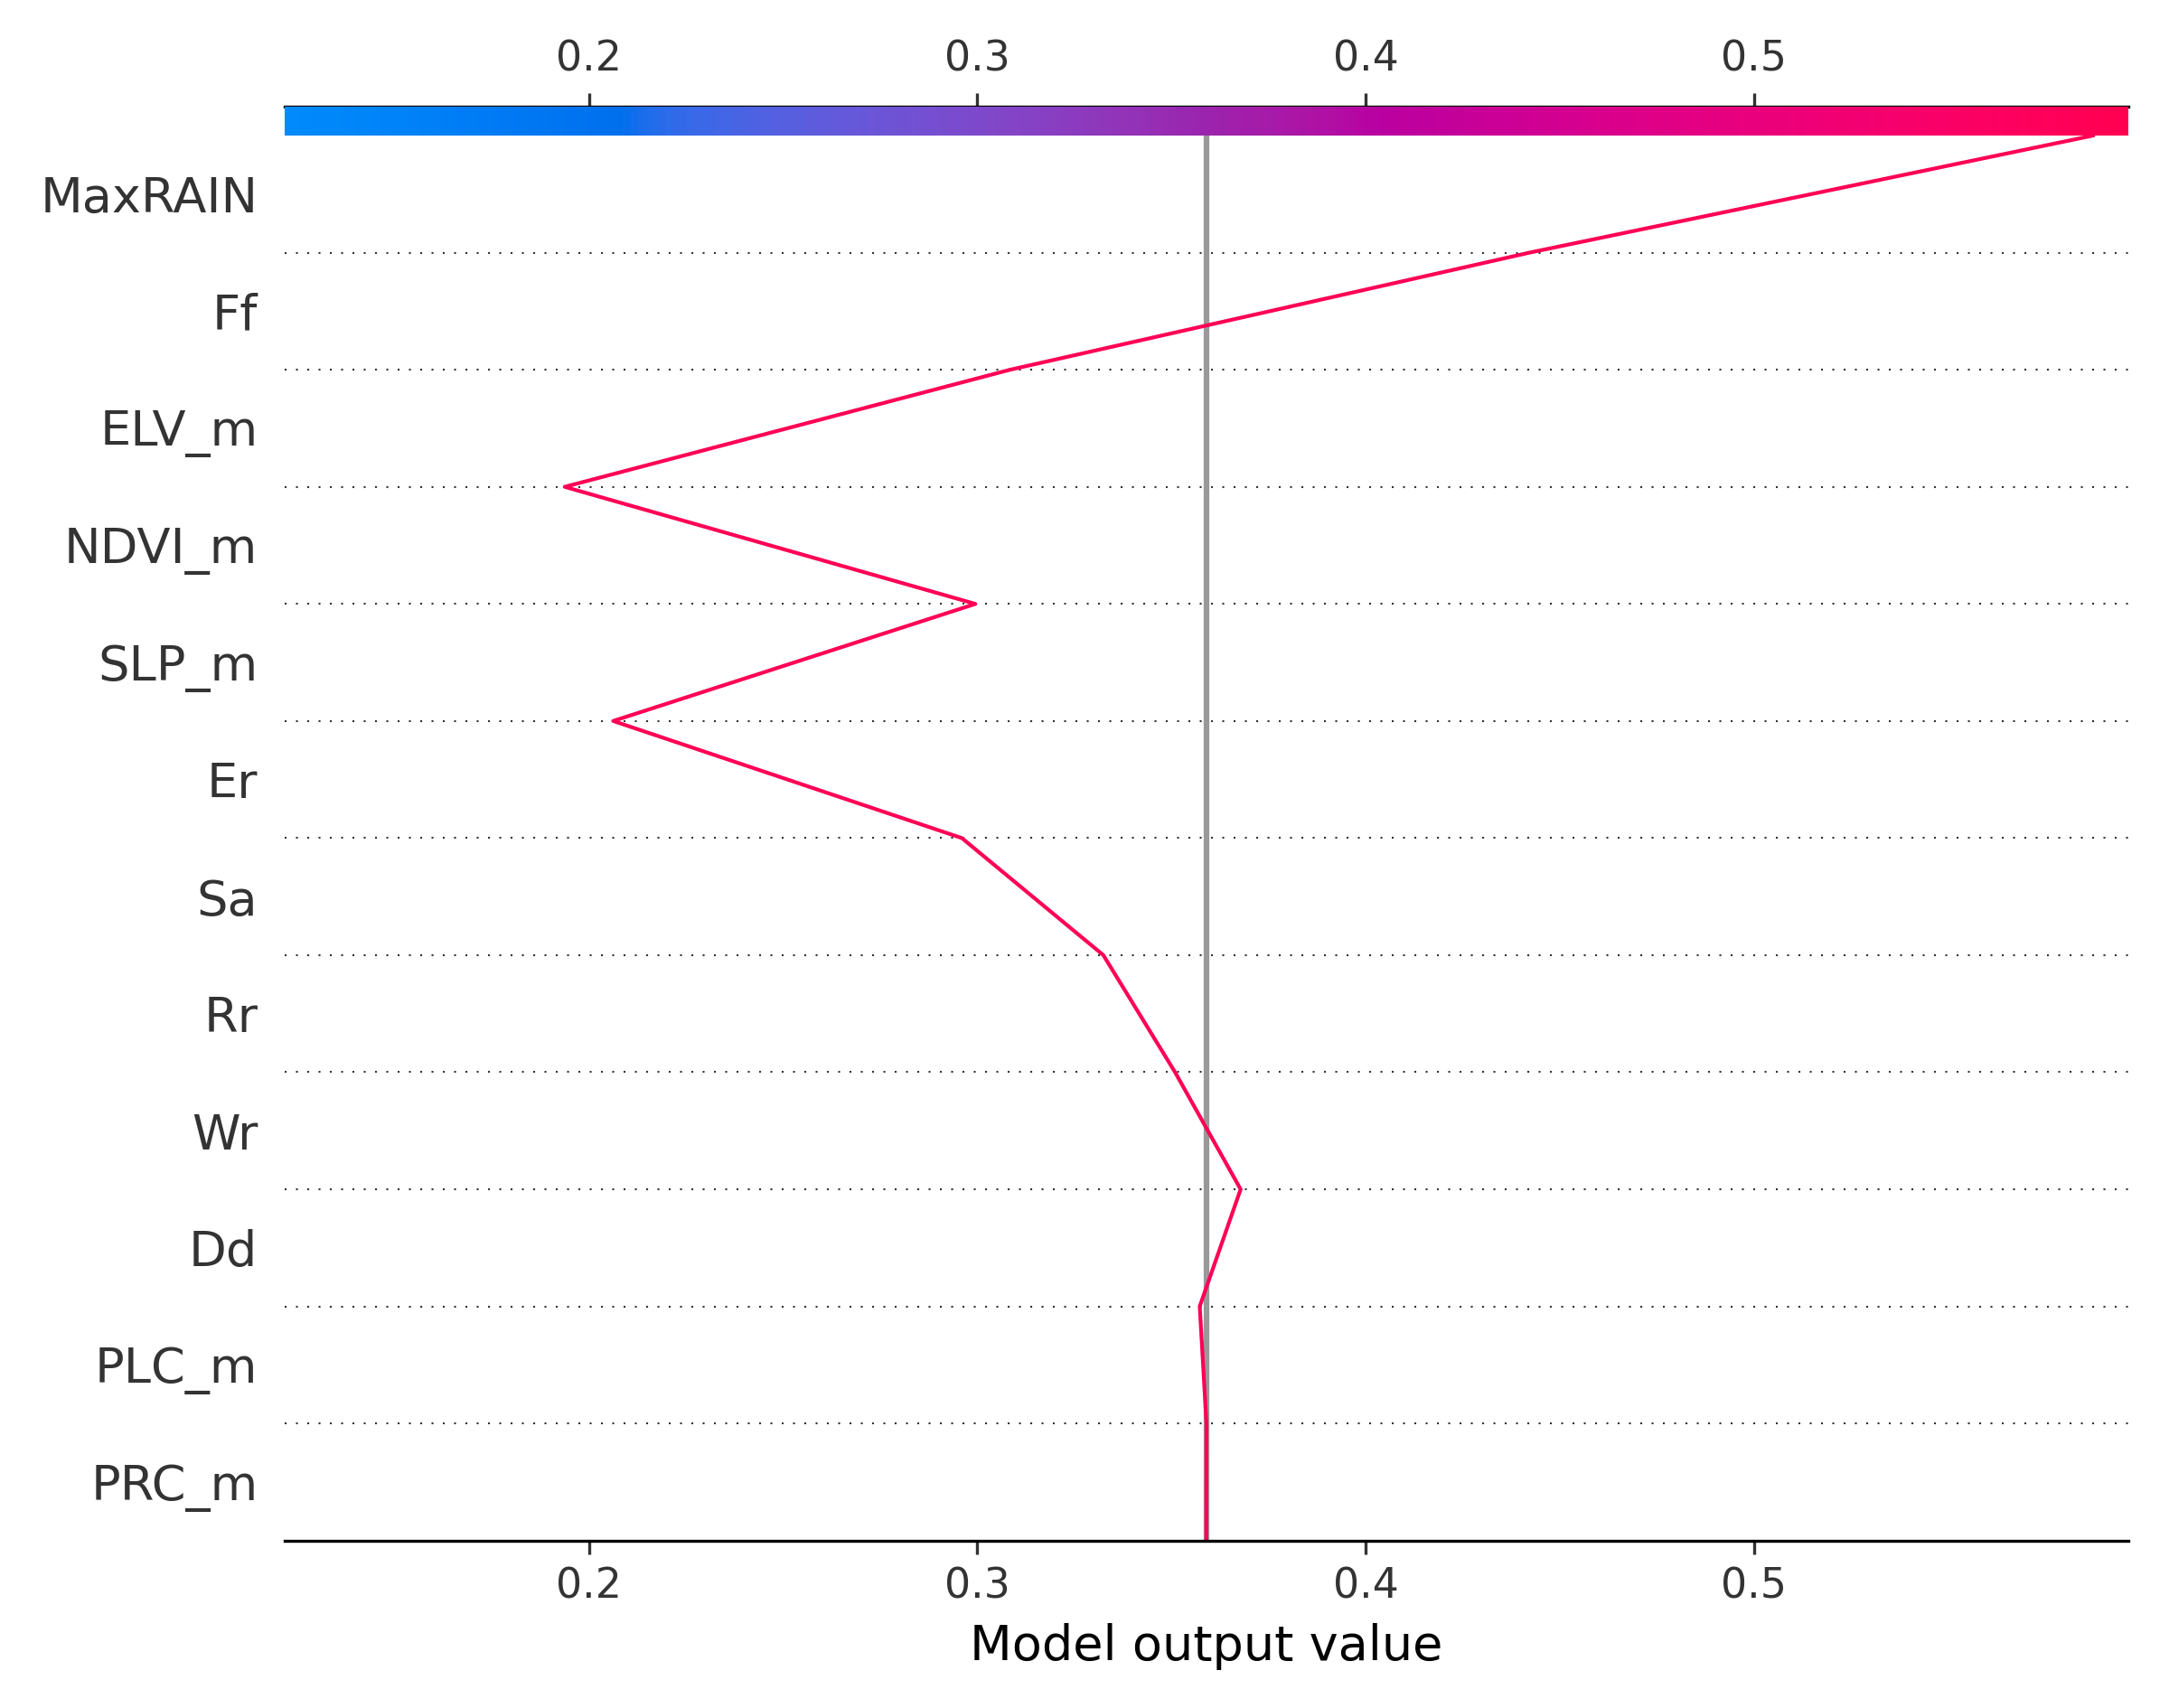 0.2 0.3 0.4 0.5
MaxRAIN
Ff
ELV_m
NDVI_m
SLP_m
Er
Sa
Rr
Wr
Dd
PLC_m
PRC_m
0.2 0.3 0.4 0.5
Model output value